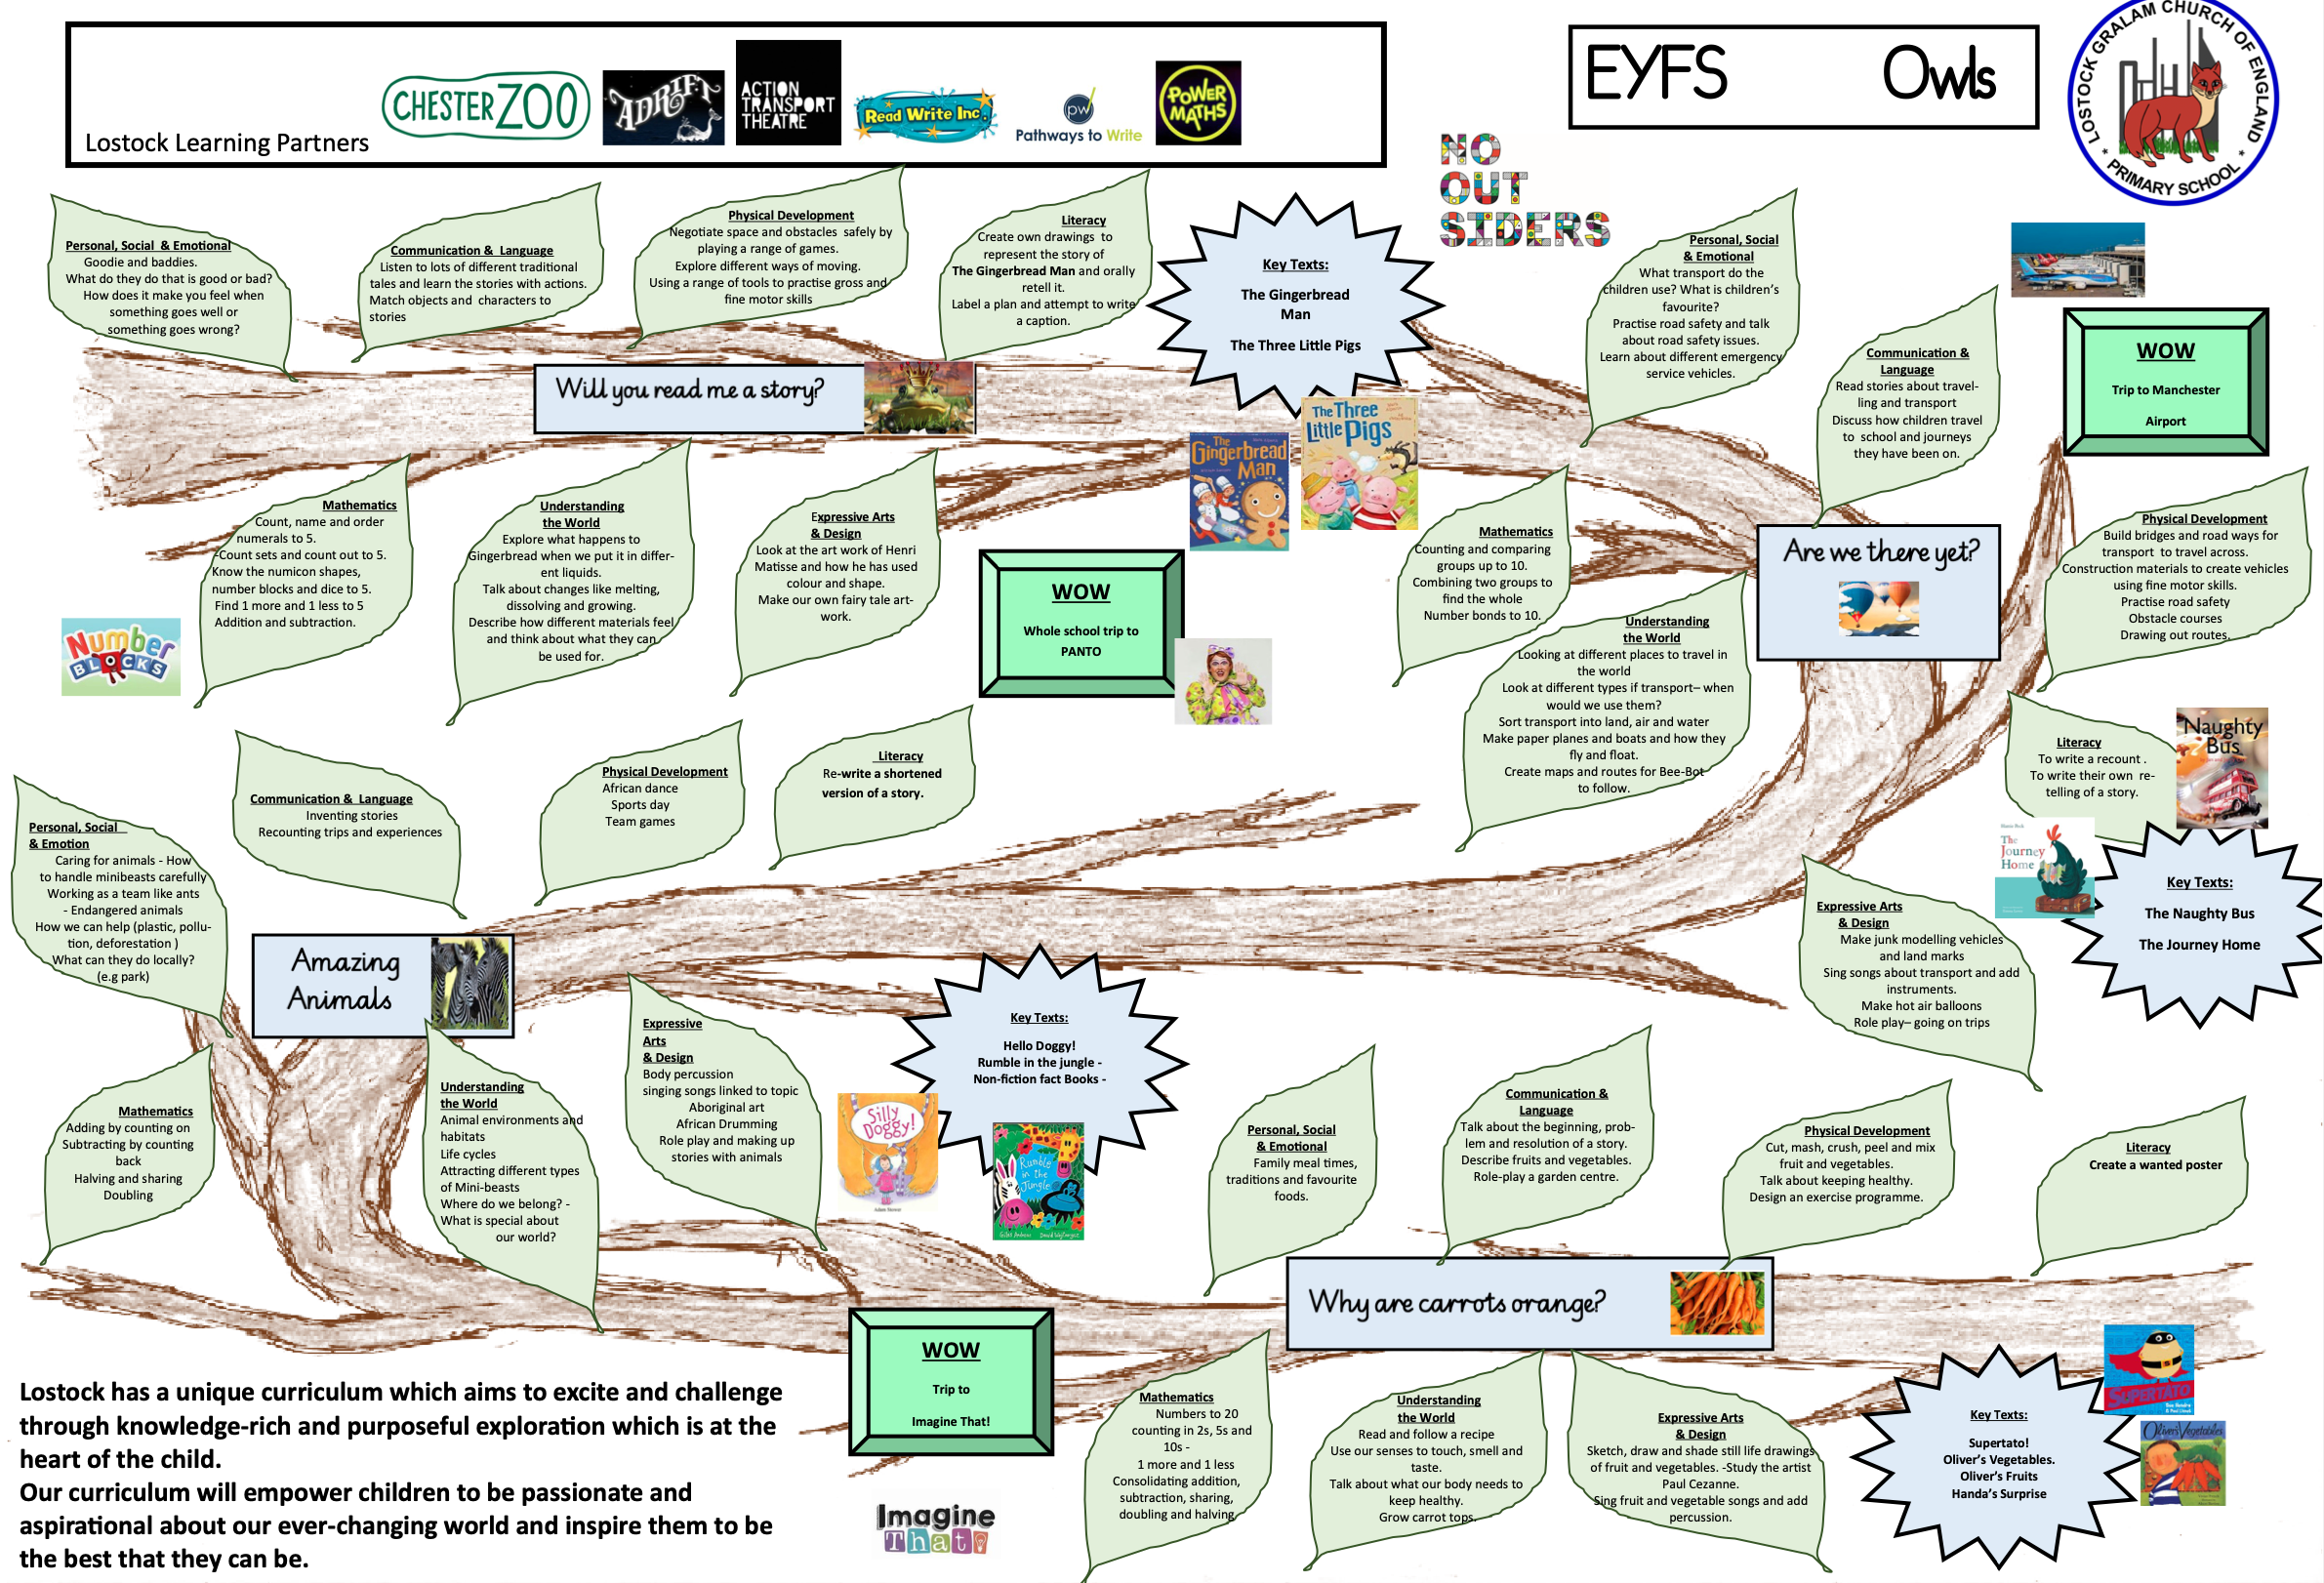 Lostock Learning Partners
CHESTER ZOO
ADRIFT
ACTION
TRANSPORT
THEATRE
Read Write Inc.
pw
Pathways to Write
POWER
MATHS
EYFS Owls
LOSTOCK GRALAM CHURCH OF ENGLAND
* PRIMARY SCHOOL *
NO
OUT
SIDERS
Personal, Social & Emotional
Goodie and baddies.
What do they do that is good or bad?
How does it make you feel when
something goes well or
something goes wrong?
Communication & Language
Listen to lots of different traditional
tales and learn the stories with actions.
Match objects and characters to
stories
Physical Development
Negotiate space and obstacles safely by
playing a range of games.
Explore different ways of moving.
Using a range of tools to practise gross and
fine motor skills
Literacy
Create own drawings to
represent the story of
The Gingerbread Man and orally
retell it.
Label a plan and attempt to write
a caption.
Key Texts:
The Gingerbread
Man
The Three Little Pigs
Will you read me a story?
The
Gingerbread
Man
The Three
Little Pigs
Mathematics
Count, name and order
numerals to 5.
-Count sets and count out to 5.
Know the numicon shapes,
number blocks and dice to 5.
Find 1 more and 1 less to 5
Addition and subtraction.
Number
BLOCKS
Understanding
the World
Explore what happens to
Gingerbread when we put it in differ-
ent liquids.
Talk about changes like melting,
dissolving and growing.
Describe how different materials feel
and think about what they can
be used for.
Expressive Arts
& Design
Look at the art work of Henri
Matisse and how he has used
colour and shape.
Make our own fairy tale art-
work.
WOW
Whole school trip to
PANTO
Personal, Social
& Emotional
What transport do the
children use? What is children's
favourite?
Practise road safety and talk
about road safety issues.
Learn about different emergency
service vehicles.
Communication &
Language
Read stories about travel-
ling and transport
Discuss how children travel
to school and journeys
they have been on.
WOW
Trip to Manchester
Airport
Mathematics
Counting and comparing
groups up to 10.
Combining two groups to
find the whole
Number bonds to 10.
Are we there yet?
Physical Development
Build bridges and road ways for
transport to travel across.
Construction materials to create vehicles
using fine motor skills.
Practise road safety
Obstacle courses
Drawing out routes.
Understanding
the World
Looking at different places to travel in
the world
Look at different types if transport– when
would we use them?
Sort transport into land, air and water
Make paper planes and boats and how they
fly and float.
Create maps and routes for Bee-Bot
to follow.
Literacy
To write a recount .
To write their own re-
telling of a story.
Naughty
Bus
The
Journey
Home
Key Texts:
The Naughty Bus
The Journey Home
Expressive Arts
& Design
Make junk modelling vehicles
and land marks
Sing songs about transport and add
instruments.
Make hot air balloons
Role play– going on trips
Personal, Social
& Emotion
Caring for animals - How
to handle minibeasts carefully
Working as a team like ants
- Endangered animals
How we can help (plastic, pollu-
tion, deforestation )
What can they do locally?
(e.g park)
Communication & Language
Inventing stories
Recounting trips and experiences
Physical Development
African dance
Sports day
Team games
Literacy
Re-write a shortened
version of a story.
Amazing
Animals
Mathematics
Adding by counting on
Subtracting by counting
back
Halving and sharing
Doubling
Understanding
the World
Animal environments and
habitats
Life cycles
Attracting different types
of Mini-beasts
Where do we belong? -
What is special about
our world?
Expressive
Arts
& Design
Body percussion
singing songs linked to topic
Aboriginal art
African Drumming
Role play and making up
stories with animals
Key Texts:
Hello Doggy!
Rumble in the jungle -
Non-fiction fact Books -
Silly
Doggy!
Rumble
in the
Jungle
Giles Andreae David Wojtowycz
WOW
Trip to
Imagine That!
Imagine
That!
Personal, Social
& Emotional
Family meal times,
traditions and favourite
foods.
Communication &
Language
Talk about the beginning, prob-
lem and resolution of a story.
Describe fruits and vegetables.
Role-play a garden centre.
Physical Development
Cut, mash, crush, peel and mix
fruit and vegetables.
Talk about keeping healthy.
Design an exercise programme.
Literacy
Create a wanted poster
Why are carrots orange?
Mathematics
Numbers to 20
counting in 2s, 5s and
10s -
1 more and 1 less
Consolidating addition,
subtraction, sharing,
doubling and halving
Understanding
the World
Read and follow a recipe
Use our senses to touch, smell and
taste.
Talk about what our body needs to
keep healthy.
Grow carrot tops.
Expressive Arts
& Design
Sketch, draw and shade still life drawings
of fruit and vegetables. -Study the artist
Paul Cezanne.
Sing fruit and vegetable songs and add
percussion.
Key Texts:
Supertato!
Oliver's Vegetables.
Oliver's Fruits
Handa's Surprise
SUPERTATO
Oliver's Vegetables
Lostock has a unique curriculum which aims to excite and challenge
through knowledge-rich and purposeful exploration which is at the
heart of the child.
Our curriculum will empower children to be passionate and
aspirational about our ever-changing world and inspire them to be
the best that they can be.